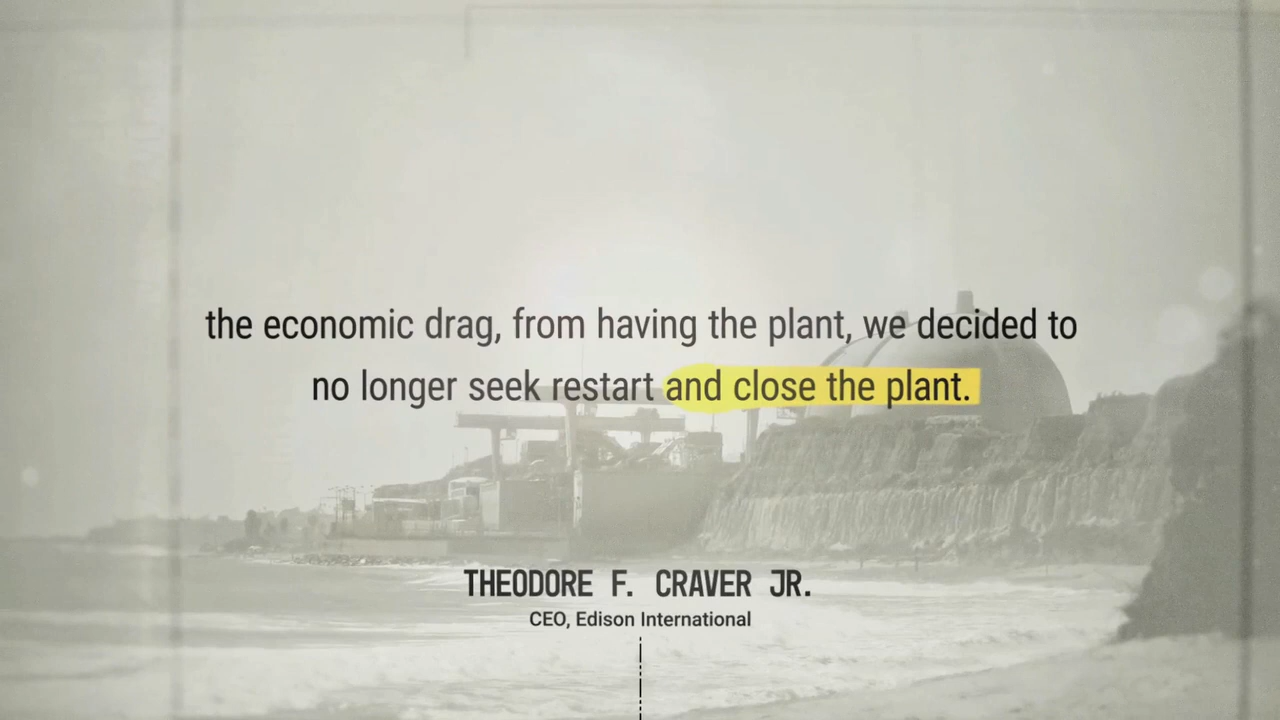 the economic drag, from having the plant, we decided to
no longer seek restart and close the plant.
THEODORE F. CRAVER JR.
CEO, Edison International